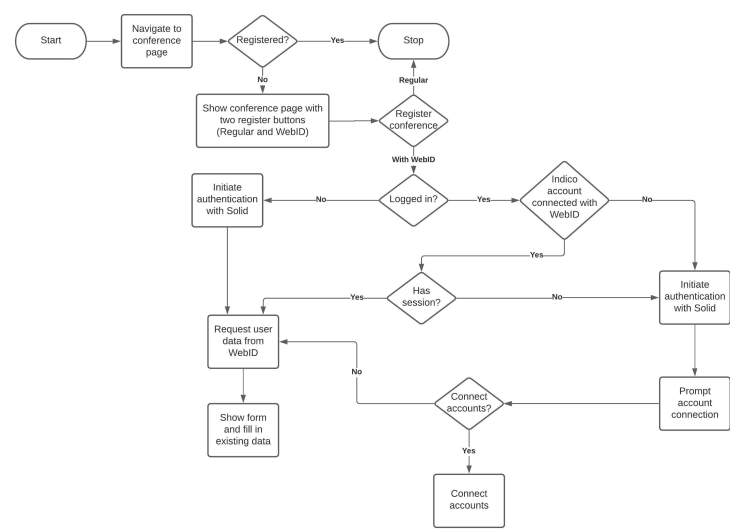 Start
Navigate to
conference
page
Registered?
Yes
Stop
No
Regular
Show conference page with
two register buttons
(Regular and WebID)
Register
conference
With WebID
Initiate
authentication
with Solid
No
Logged in?
Yes
Indico
account
connected with
WebID
No
Yes
Has
session?
Yes
No
Initiate
authentication
with Solid
Request user
data from
WebID
No
Connect
accounts?
Prompt
account
connection
Show form
and fill in
existing data
Yes
Connect
accounts